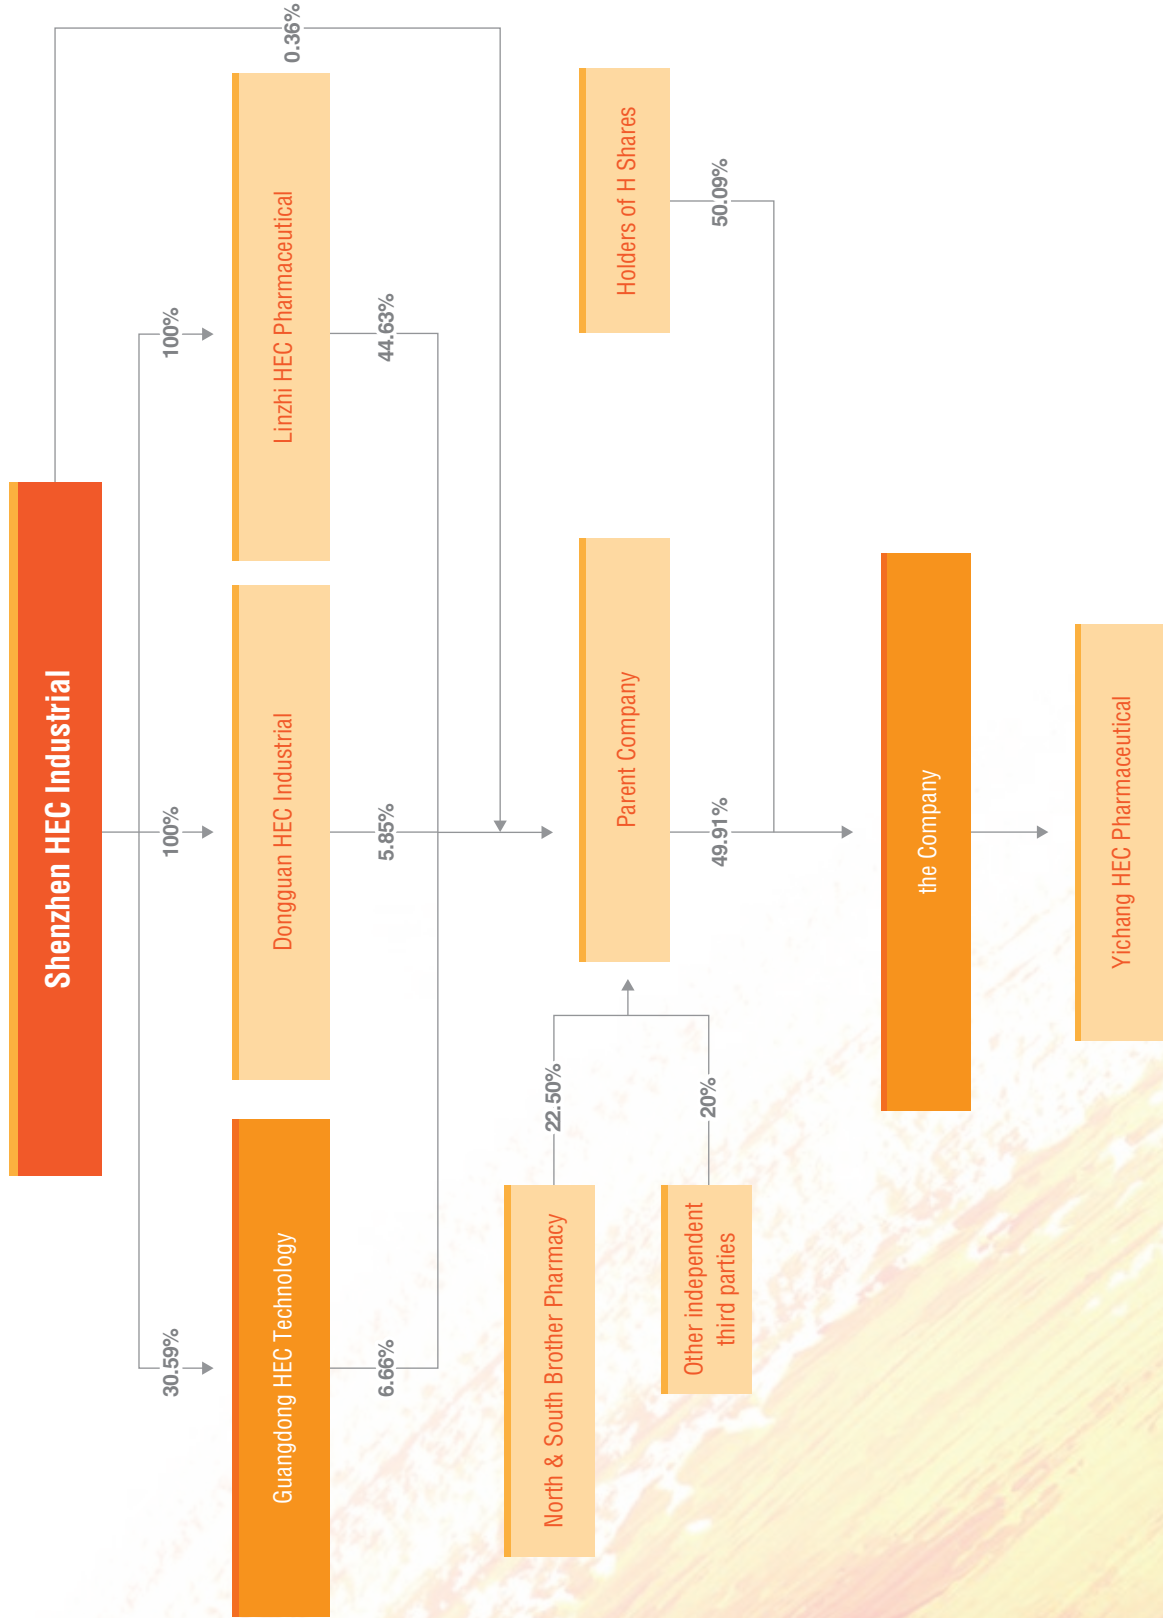 Shenzhen HEC Industrial
0.36%
30.59%
100%
100%
Guangdong HEC Technology
Dongguan HEC Industrial
Linzhi HEC Pharmaceutical
6.66%
5.85%
44.63%
North & South Brother Pharmacy
22.50%
Other independent
third parties
20%
Parent Company
Holders of H Shares
49.91%
50.09%
the Company
Yichang HEC Pharmaceutical